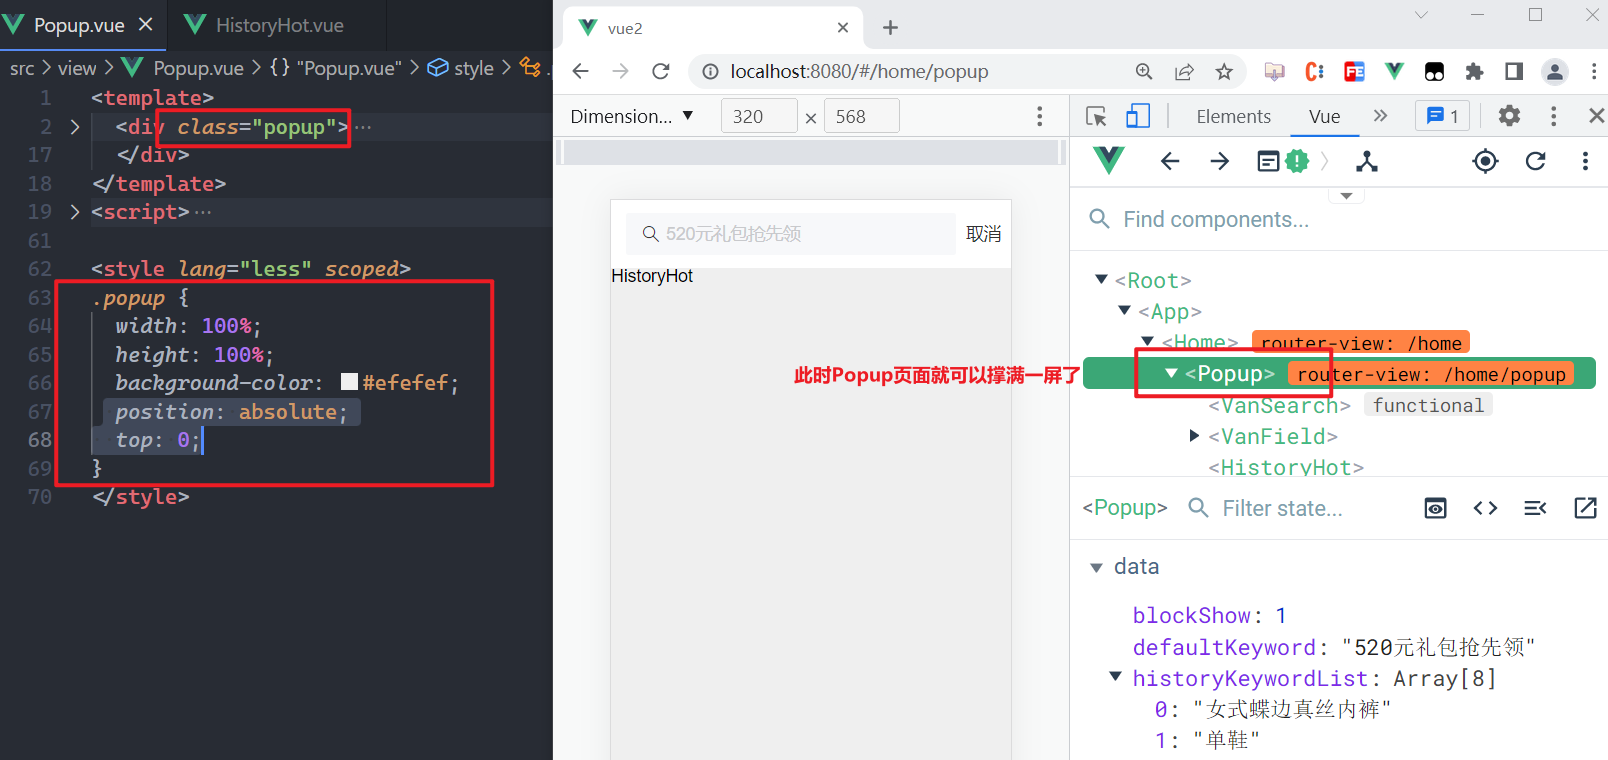 Popup.vue
HistoryHot.vue
src > view > Popup.vue > {} "Popup.vue" > style >
1 <template>
2 <div class="popup"> ···
17 </div>
18 </template>
19 <script> ···
61
62 <style lang="less" scoped>
63 .popup {
64 width: 100%;
65 height: 100%;
66 background-color: #efefef;
67 position: absolute;
68 top: 0;
69 }
70 </style>
vue2
localhost:8080/#/home/popup
Dimension... 320 × 568
520元礼包抢先领 取消
HistoryHot
此时Popup页面就可以撑满一屏了
Elements Vue 1
Find components...
<Root>
<App>
<Home> router-view: /home
<Popup> router-view: /home/popup
<VanSearch> functional
<VanField>
<HistoryHot>
<Popup> Filter state...
data
blockShow: 1
defaultKeyword: "520元礼包抢先领"
historyKeywordList: Array[8]
0: "女式蝶边真丝内裤"
1: "单鞋"